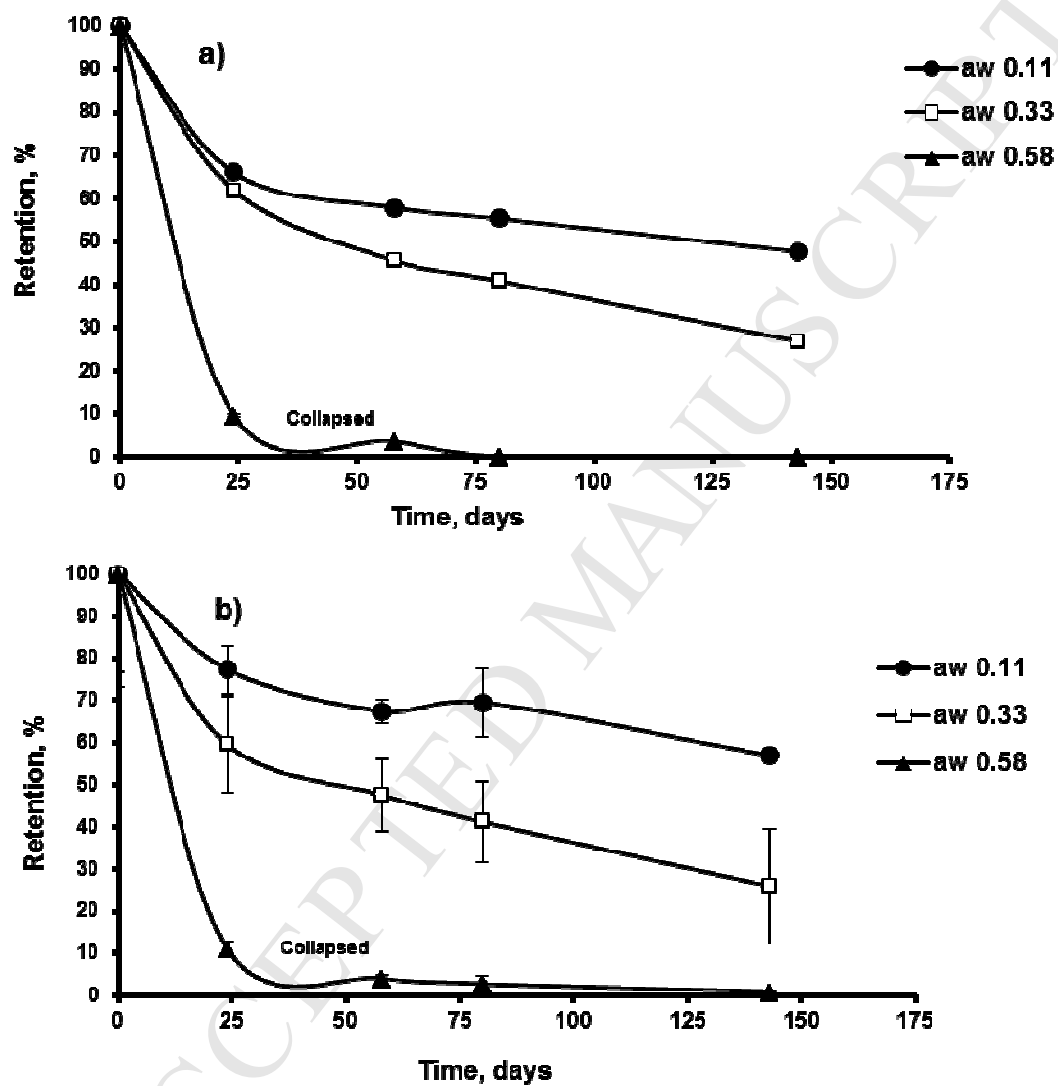 a)
100
90
80
70
60
50
40
30
20
10
0
Retention, %
aw 0.11
aw 0.33
aw 0.58
Collapsed
0 25 50 75 100 125 150 175
Time, days
b)
100
90
80
70
60
50
40
30
20
10
0
Retention, %
aw 0.11
aw 0.33
aw 0.58
Collapsed
0 25 50 75 100 125 150 175
Time, days
CCEPTED MANUSCRIPT